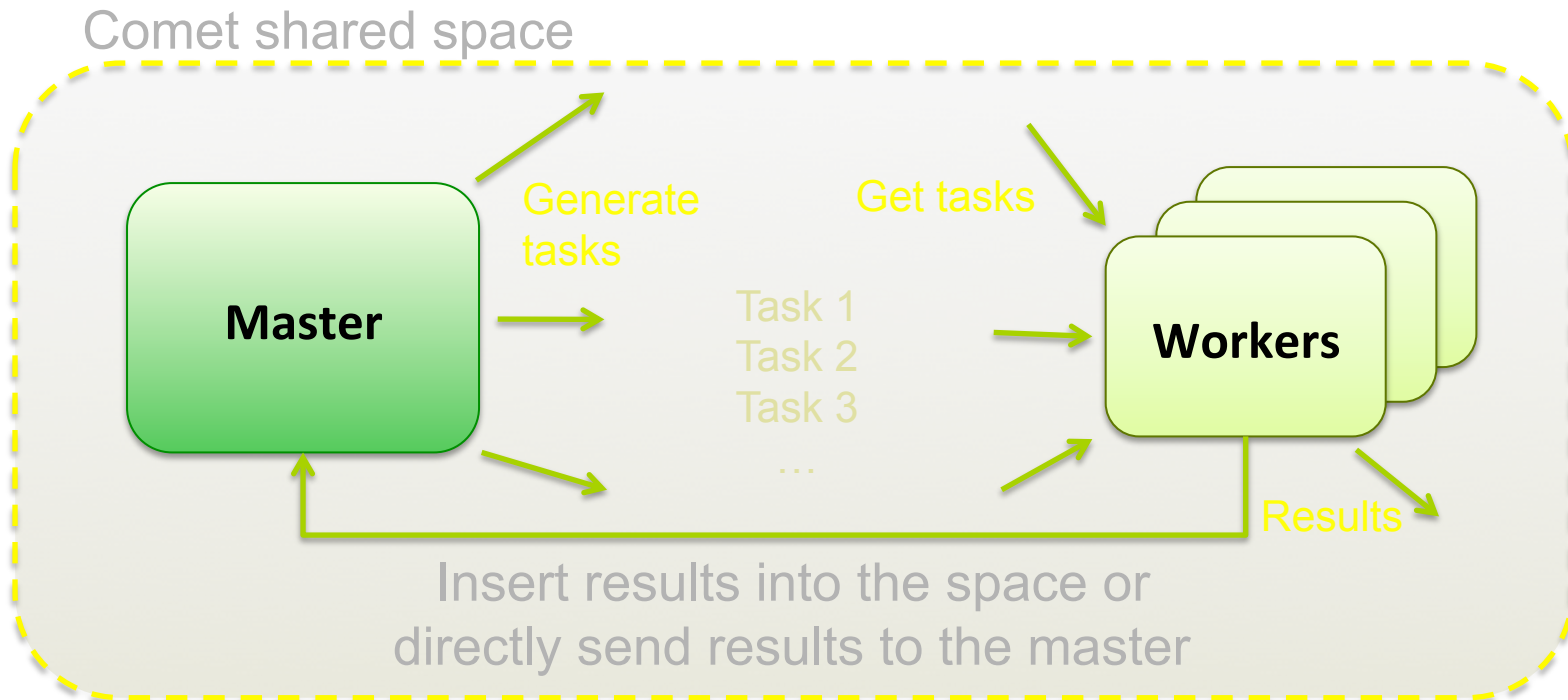 Comet shared space
Generate
tasks
Get tasks
Master
Task 1
Task 2
Task 3
…
Workers
Results
Insert results into the space or
directly send results to the master